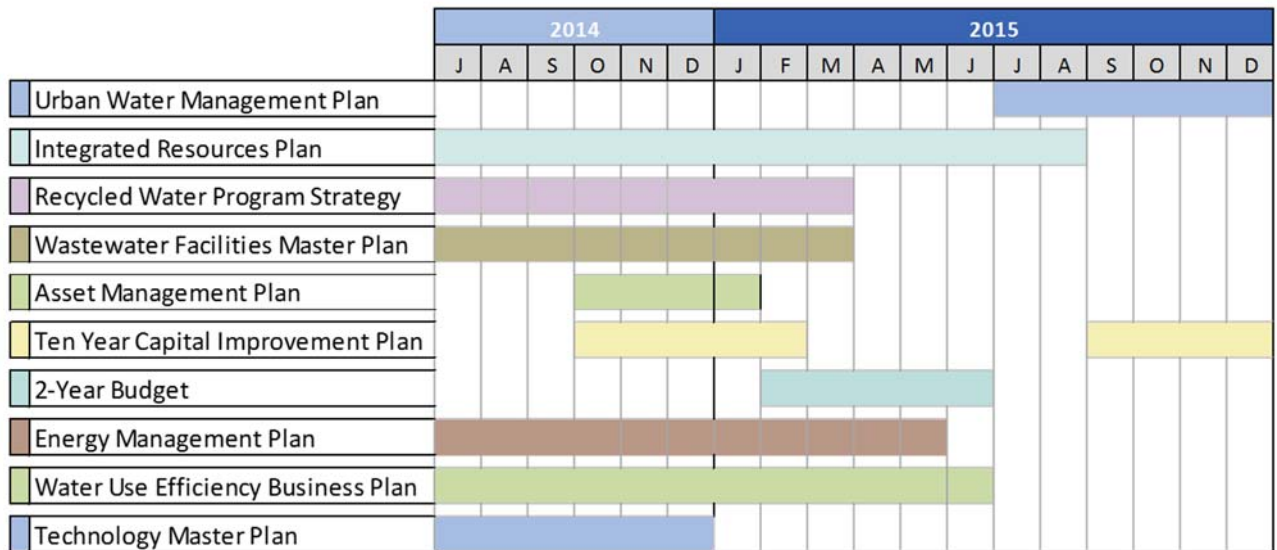 2014 2015
J A S O N D J F M A M J J A S O N D
Urban Water Management Plan
Integrated Resources Plan
Recycled Water Program Strategy
Wastewater Facilities Master Plan
Asset Management Plan
Ten Year Capital Improvement Plan
2-Year Budget
Energy Management Plan
Water Use Efficiency Business Plan
Technology Master Plan